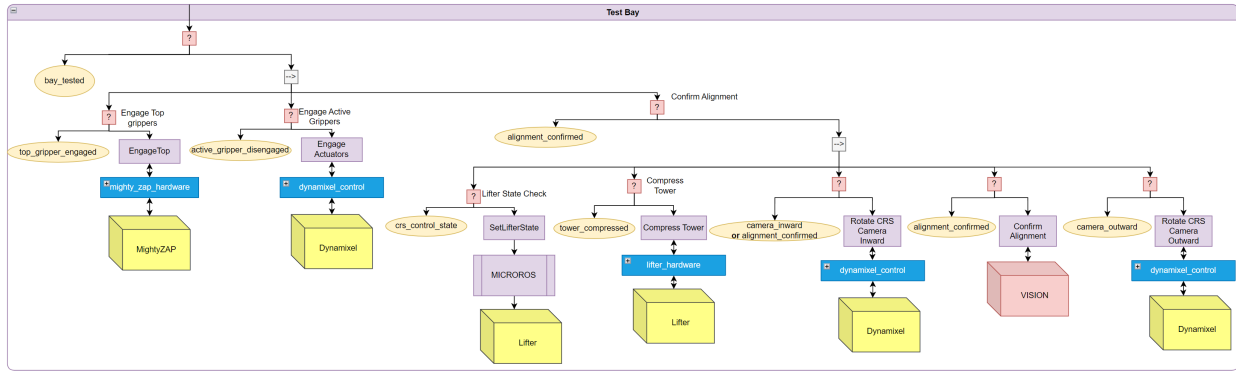 Test Bay
?
bay_tested
-->
?
Engage Top
grippers
?
Engage Active
Grippers
?
Confirm Alignment
top_gripper_engaged
EngageTop
active_gripper_disengaged
Engage
Actuators
alignment_confirmed
-->
mighty_zap_hardware
dynamixel_control
MightyZAP
Dynamixel
?
Lifter State Check
?
Compress
Tower
?
?
?
crs_control_state
SetLifterState
tower_compressed
Compress Tower
camera_inward
or alignment_confirmed
Rotate CRS
Camera
Inward
alignment_confirmed
Confirm
Alignment
camera_outward
Rotate CRS
Camera
Outward
MICROROS
lifter_hardware
dynamixel_control
dynamixel_control
Lifter
Lifter
Dynamixel
VISION
Dynamixel